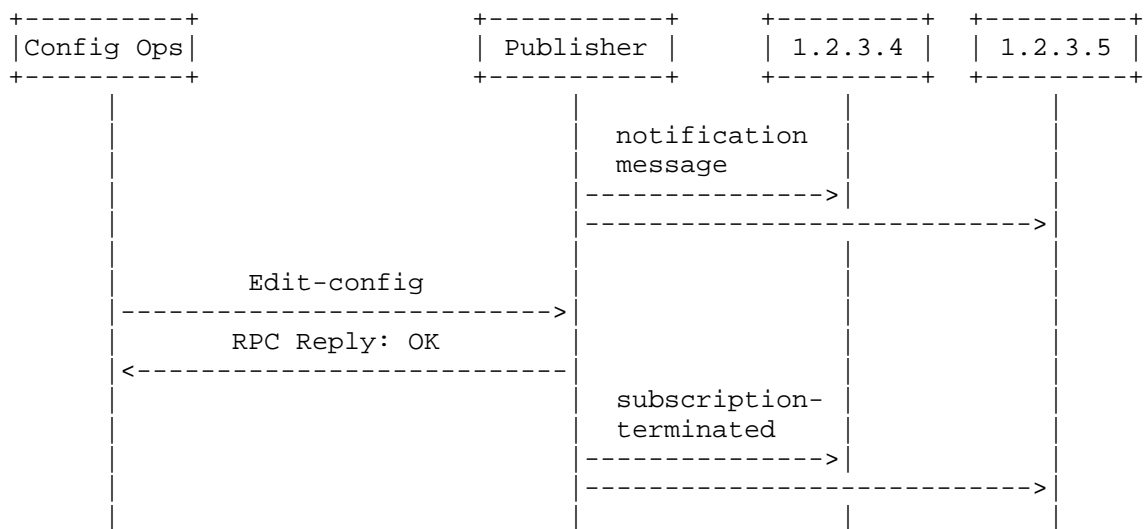 Config Ops Publisher 1.2.3.4 1.2.3.5
notification
message
Edit-config
RPC Reply: OK
subscription-
terminated